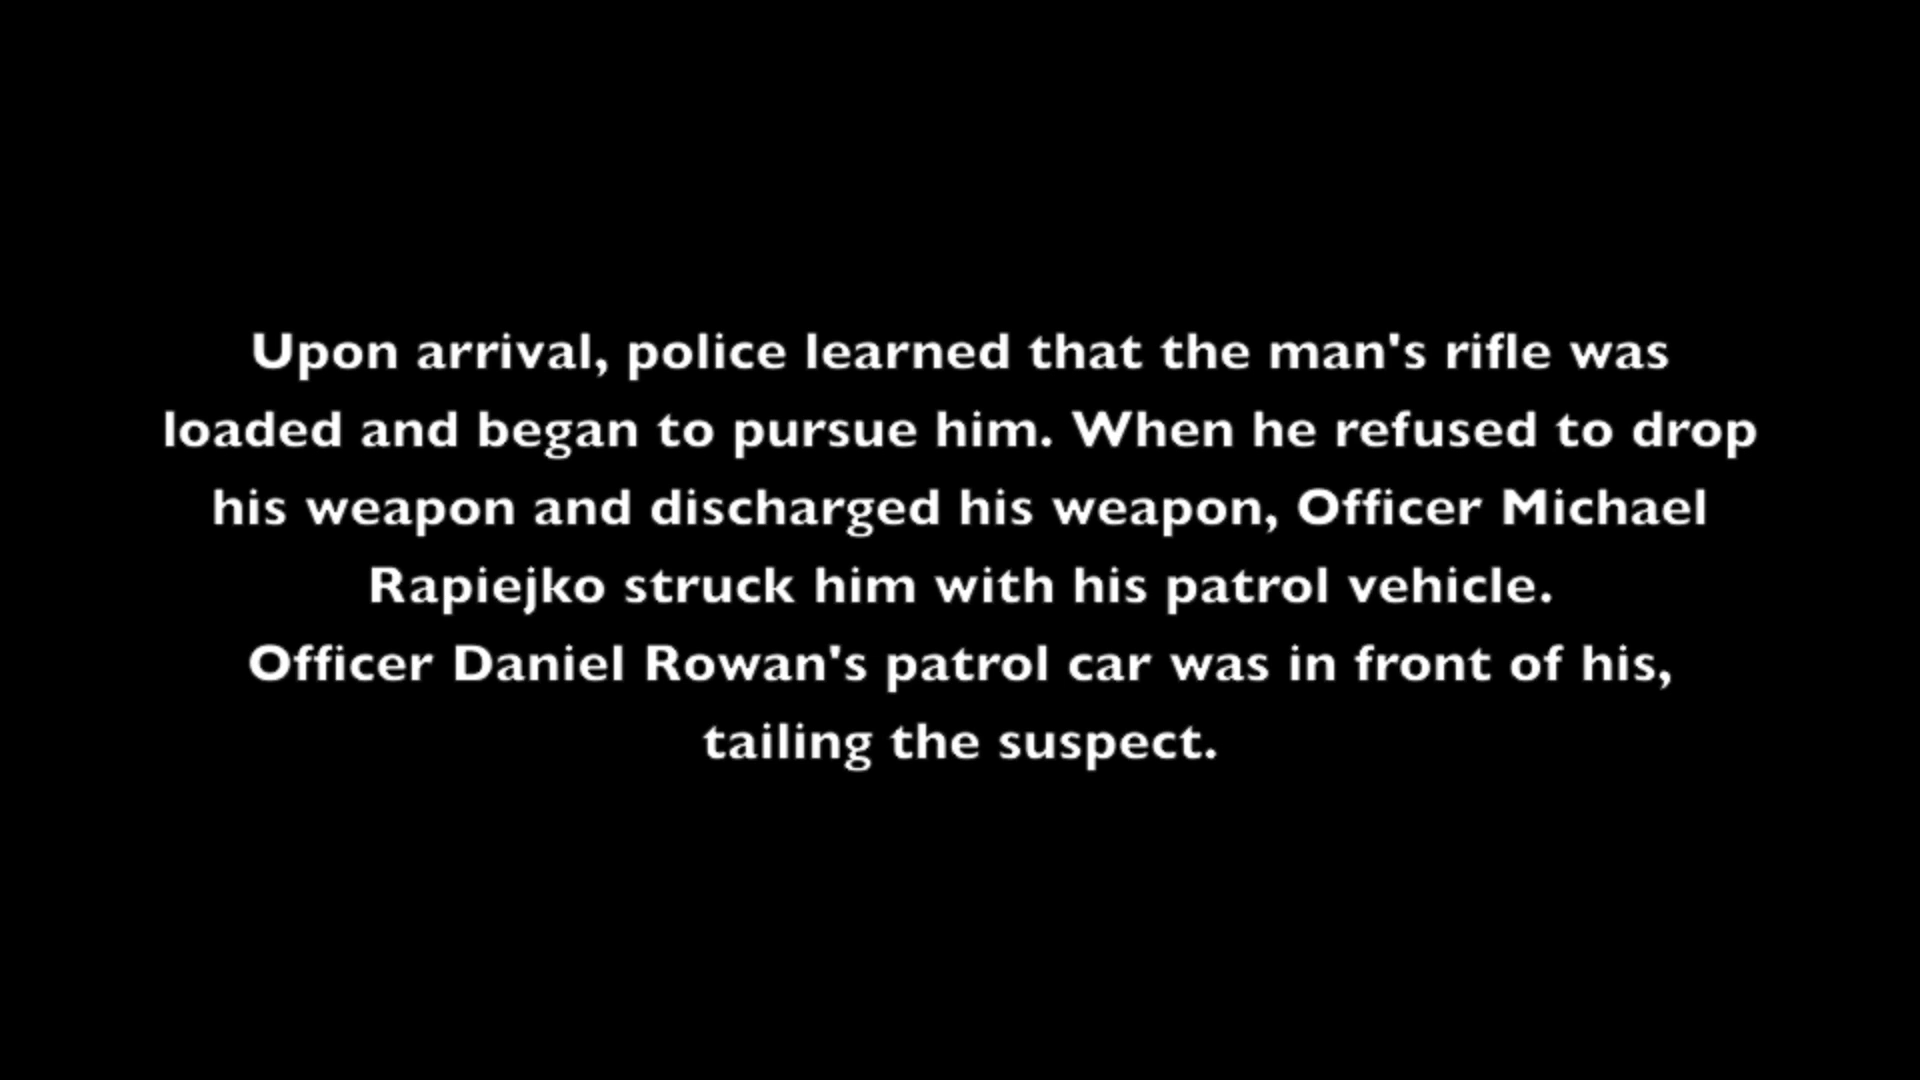 Upon arrival, police learned that the man's rifle was
loaded and began to pursue him. When he refused to drop
his weapon and discharged his weapon, Officer Michael
Rapiejko struck him with his patrol vehicle.
Officer Daniel Rowan's patrol car was in front of his,
tailing the suspect.